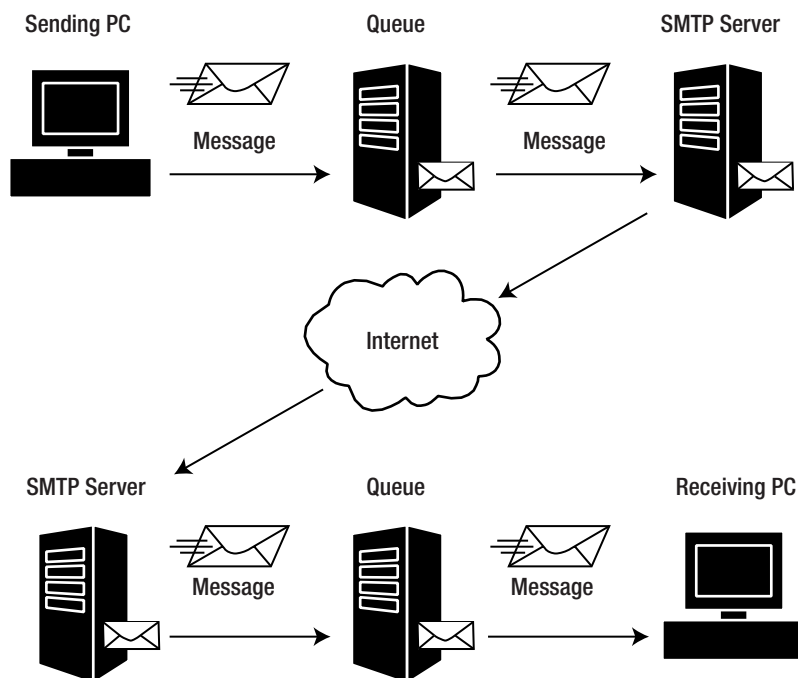 Sending PC
Queue
SMTP Server
Message
Message
Internet
SMTP Server
Queue
Receiving PC
Message
Message